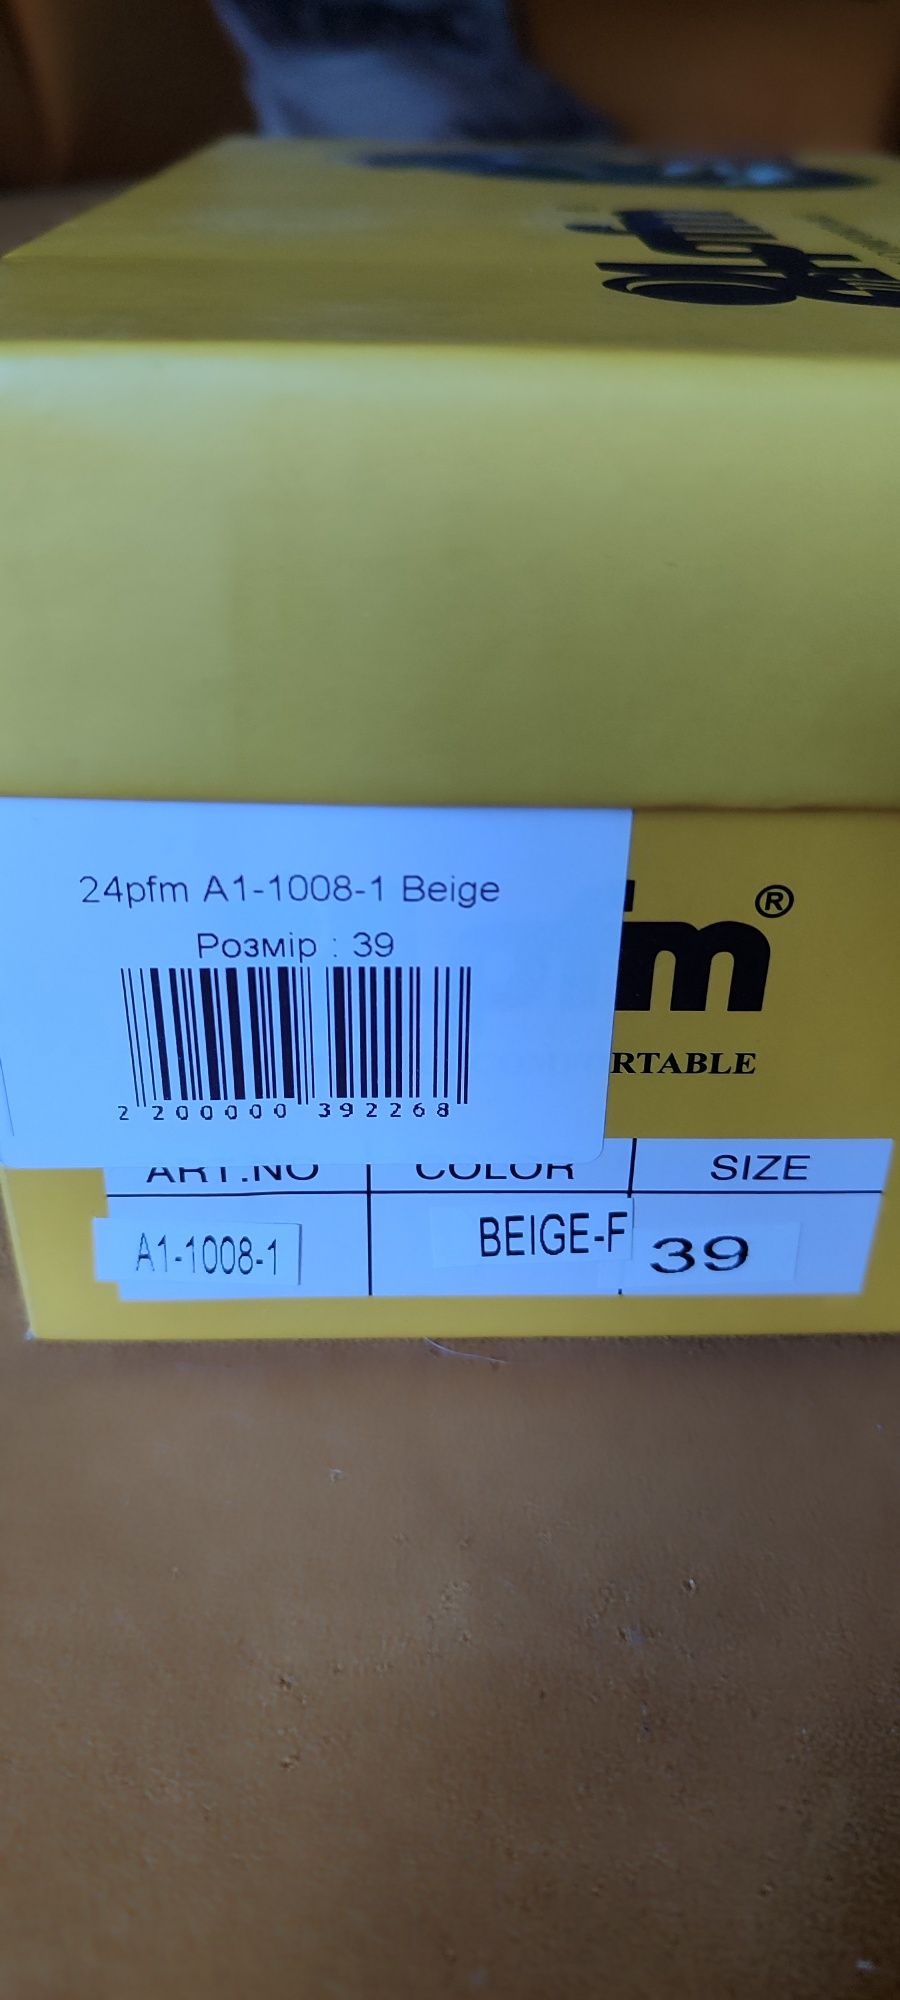 24pfm A1-1008-1 Beige
Розмір : 39
2 200000 392268
®
RTABLE
ART.NO COLOR SIZE
A1-1008-1 BEIGE-F 39